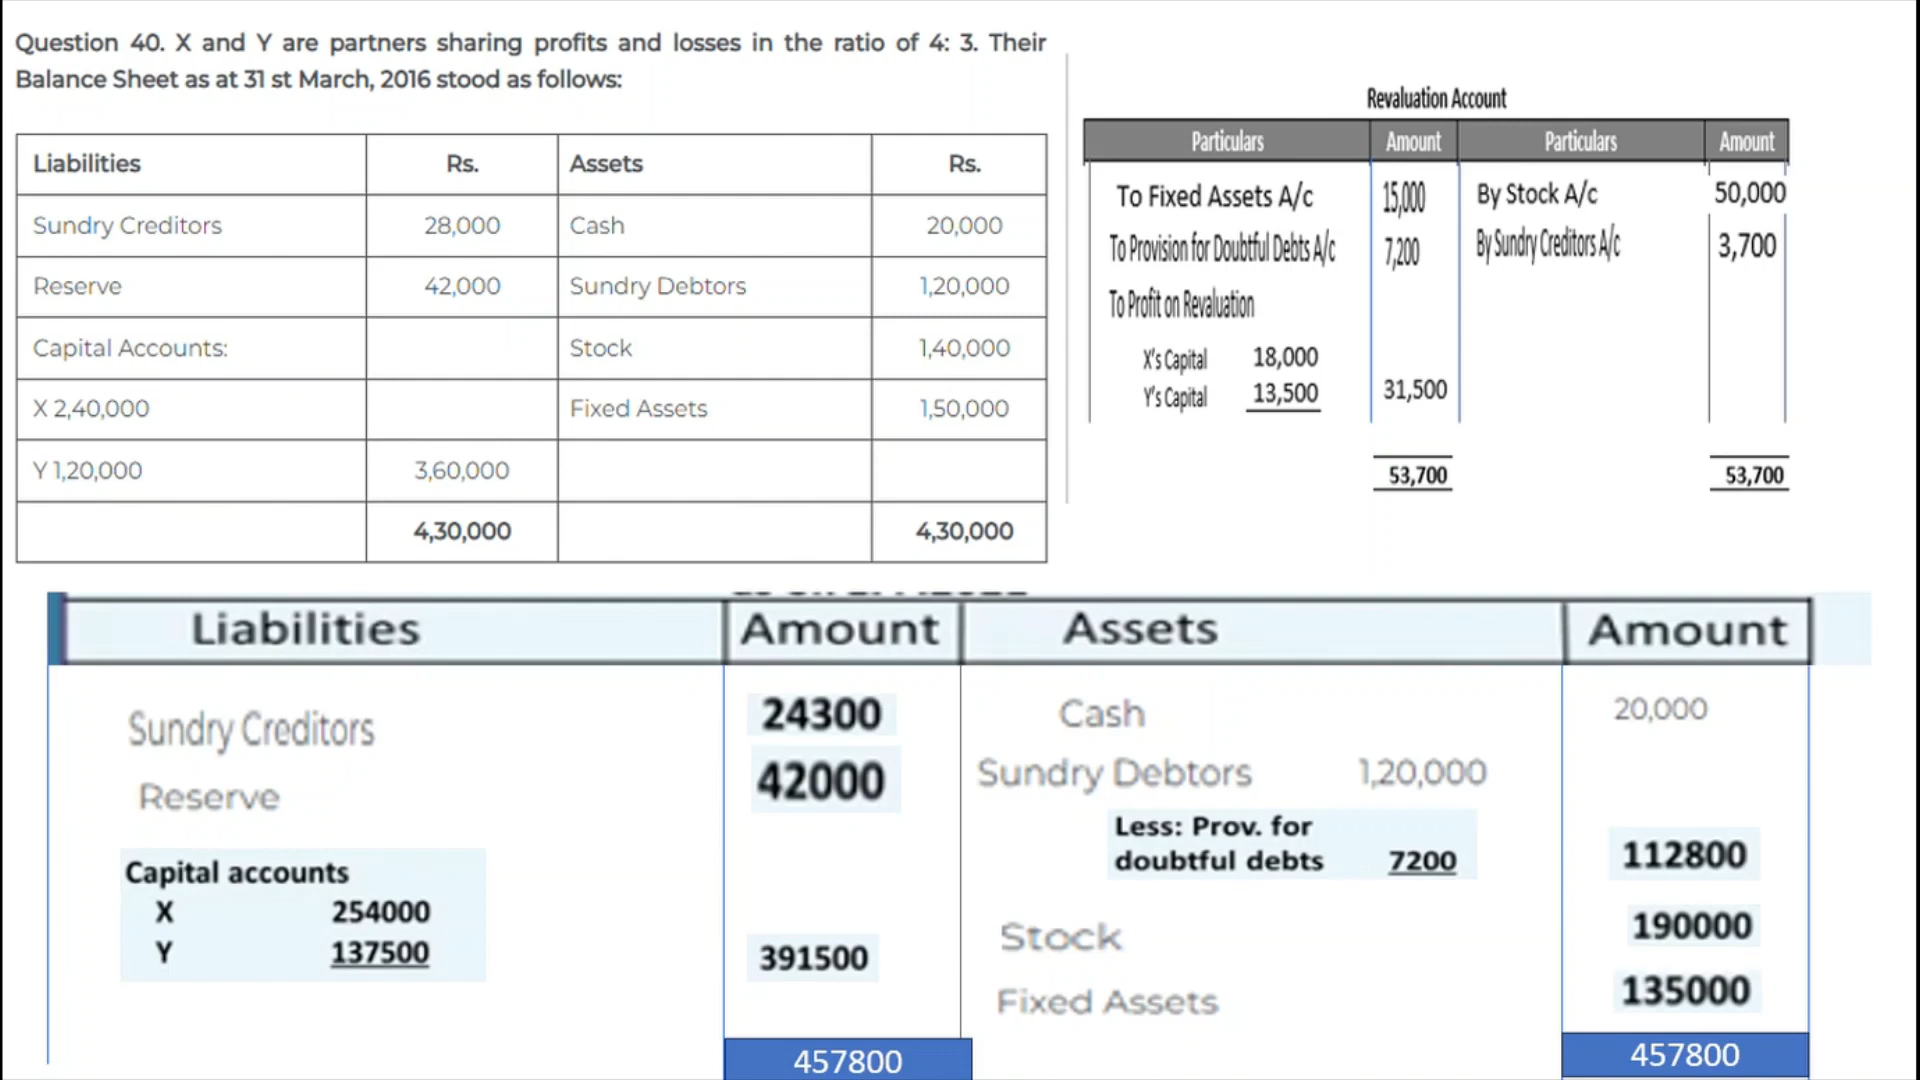 Question 40. X and Y are partners sharing profits and losses in the ratio of 4: 3. Their
Balance Sheet as at 31 st March, 2016 stood as follows:
Liabilities Rs. Assets Rs.
Sundry Creditors 28,000 Cash 20,000
Reserve 42,000 Sundry Debtors 1,20,000
Capital Accounts: Stock 1,40,000
X 2,40,000 Fixed Assets 1,50,000
Y 1,20,000 3,60,000
4,30,000 4,30,000
Revaluation Account
Particulars Amount Particulars Amount
To Fixed Assets A/c 15,000 By Stock A/c 50,000
To Provision for Doubtful Debts A/c 7,200 By Sundry Creditors A/c 3,700
To Profit on Revaluation
X's Capital 18,000
Y's Capital 13,500 31,500
53,700 53,700
Liabilities Amount Assets Amount
Sundry Creditors 24300 Cash 20,000
Reserve 42000 Sundry Debtors 1,20,000
Less: Prov. for
doubtful debts 7200 112800
Capital accounts
X 254000 Stock 190000
Y 137500 391500
Fixed Assets 135000
457800 457800